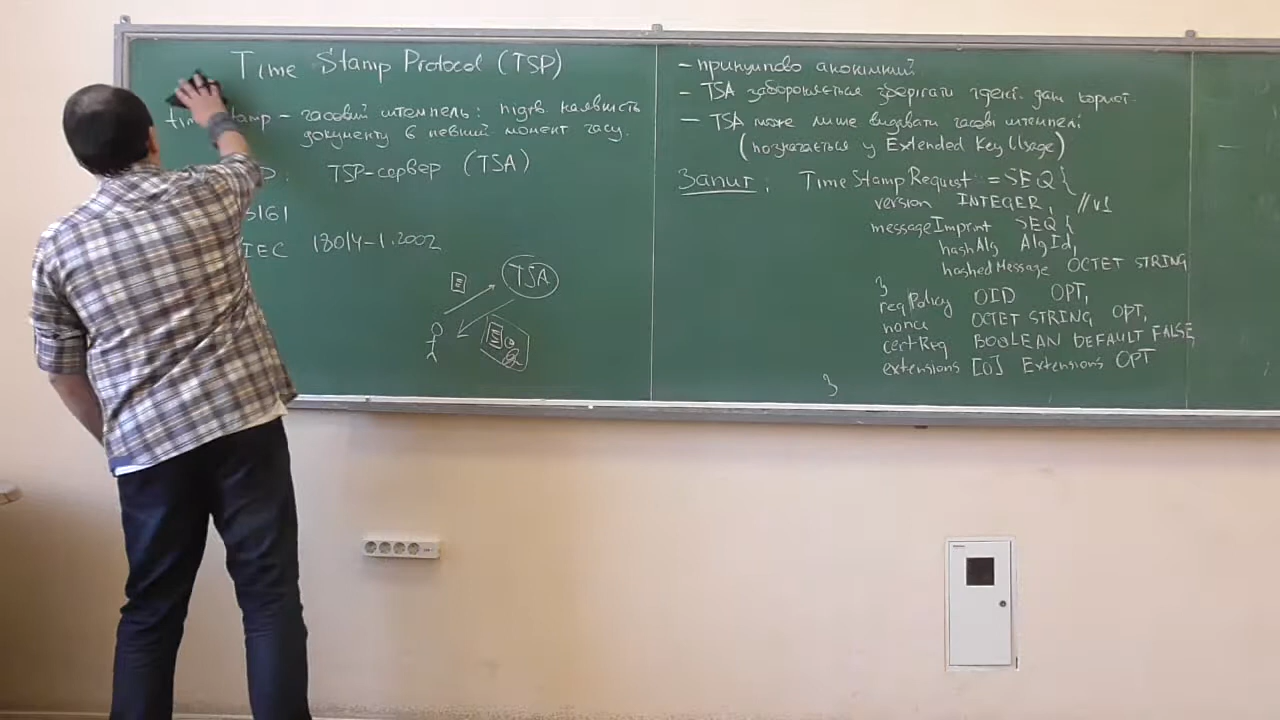 Time Stamp Protocol (TSP)
time stamp – часовий штемпель: підтв. наявність
документу в певний момент часу.
TSP-сервер (TSA)
3161
IEC 18014-1.2002
TSA
- принципово анонімний
- TSA забороняється зберігати ідент. дані корист.
- TSA може лише видавати часові штемпелі
(позначається у Extended Key Usage)
Запит: TimeStampRequest ::= SEQ {
version INTEGER, //v1
messageImprint SEQ {
hashAlg AlgId,
hashedMessage OCTET STRING
}
reqPolicy OID OPT,
nonce OCTET STRING OPT,
certReq BOOLEAN DEFAULT FALSE,
extensions [0] Extensions OPT
}